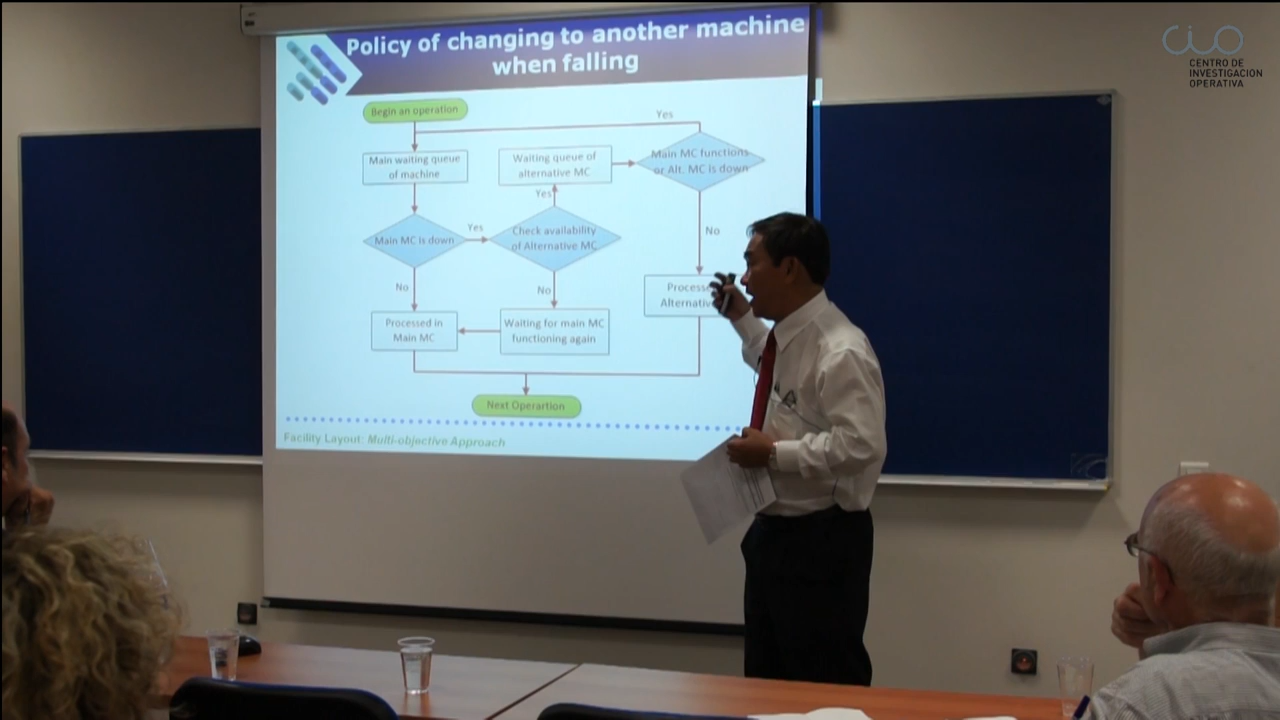 Policy of changing to another machine
when falling
CIO
CENTRO DE
INVESTIGACION
OPERATIVA
Begin an operation
Yes
Main waiting queue
of machine
Waiting queue of
alternative MC
Main MC functions
or Alt. MC is down
Yes
Main MC is down
Yes
Check availability
of Alternative MC
No
No
No
Processed in
Main MC
Waiting for main MC
functioning again
Next Operartion
Facility Layout: Multi-objective Approach